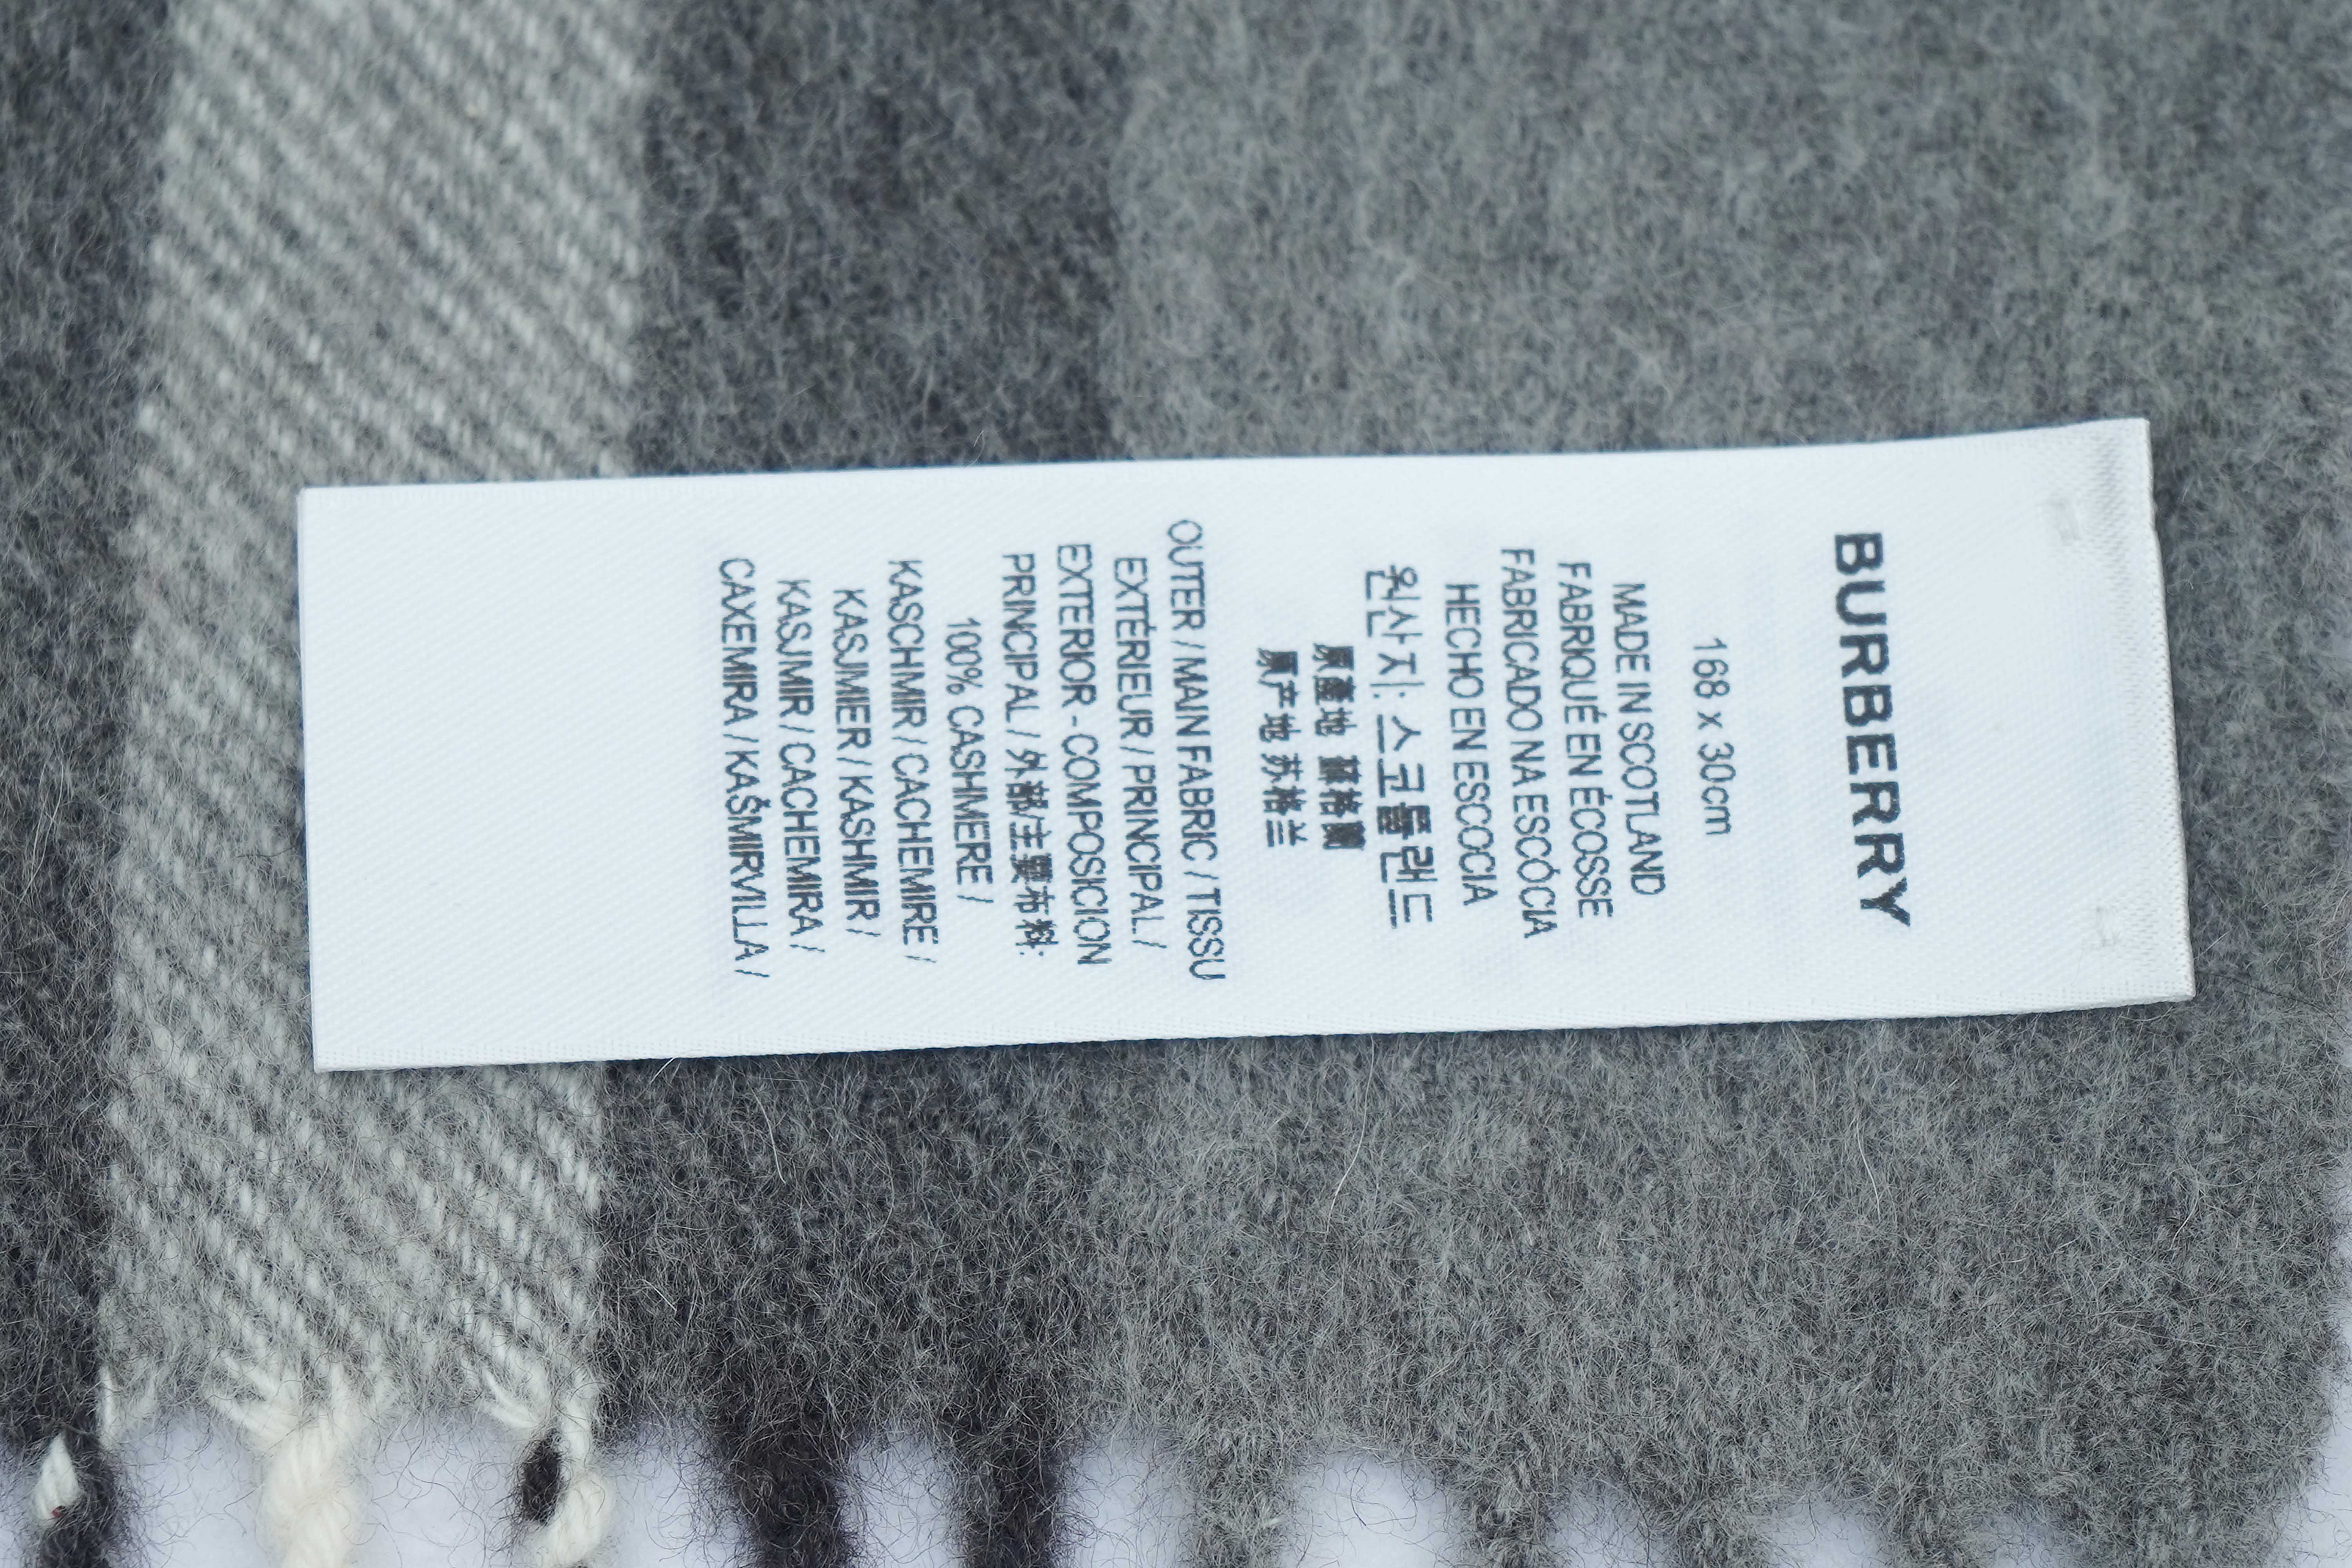 BURBERRY
168 x 30cm
MADE IN SCOTLAND
FABRIQUÉ EN ÉCOSSE
FABRICADO NA ESCÓCIA
HECHO EN ESCOCIA
원산지: 스코틀랜드
原產地 蘇格蘭
原产地 苏格兰
OUTER / MAIN FABRIC / TISSU
EXTÉRIEUR / PRINCIPAL /
EXTERIOR - COMPOSICION
PRINCIPAL / 外部/主要布料:
100% CASHMERE /
KASCHMIR / CACHEMIRE /
KASJMIER / KASHMIR /
KASJMIR / CACHEMIRA /
CAXEMIRA / KAŠMIRVILLA /